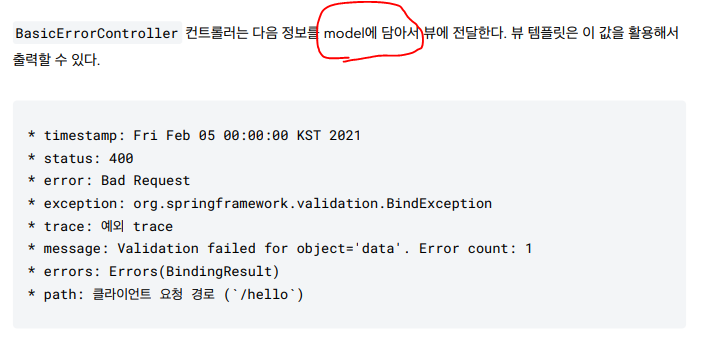 BasicErrorController 컨트롤러는 다음 정보를 model에 담아서 뷰에 전달한다. 뷰 템플릿은 이 값을 활용해서
출력할 수 있다.
* timestamp: Fri Feb 05 00:00:00 KST 2021
* status: 400
* error: Bad Request
* exception: org.springframework.validation.BindException
* trace: 예외 trace
* message: Validation failed for object='data'. Error count: 1
* errors: Errors(BindingResult)
* path: 클라이언트 요청 경로 (`/hello`)